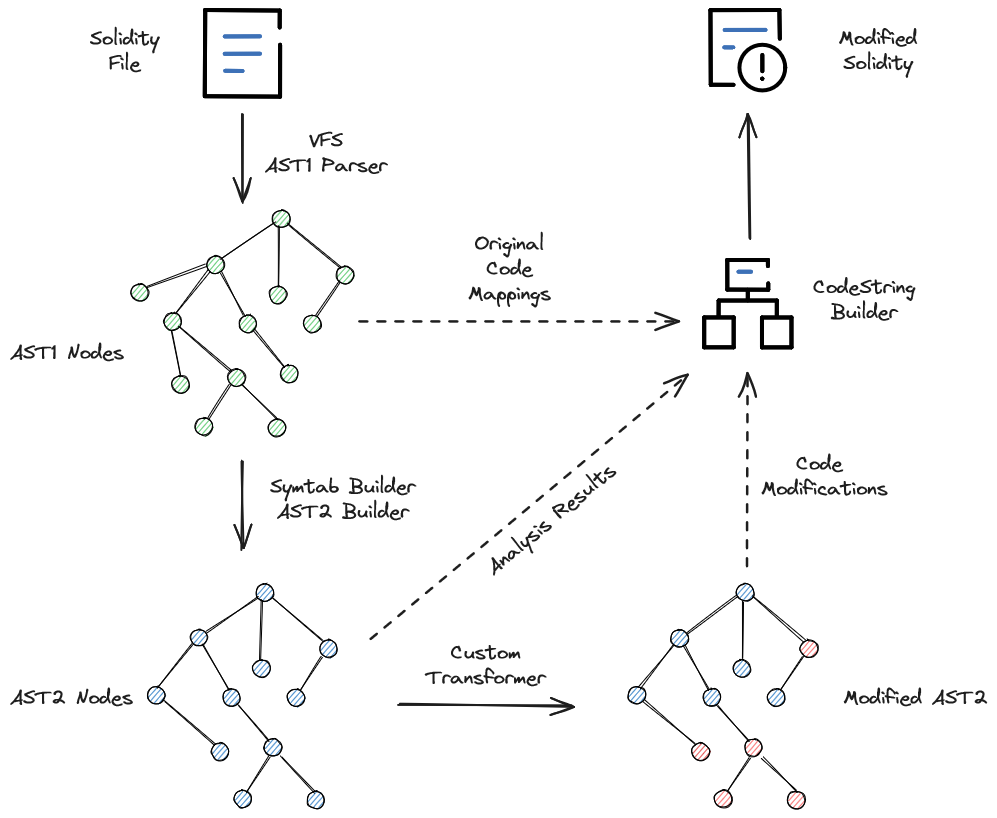 Solidity
File
Modified
Solidity
VFS
AST1 Parser
Original
Code
Mappings
CodeString
Builder
AST1 Nodes
Symtab Builder
AST2 Builder
Analysis Results
Code
Modifications
Custom
Transformer
AST2 Nodes
Modified AST2